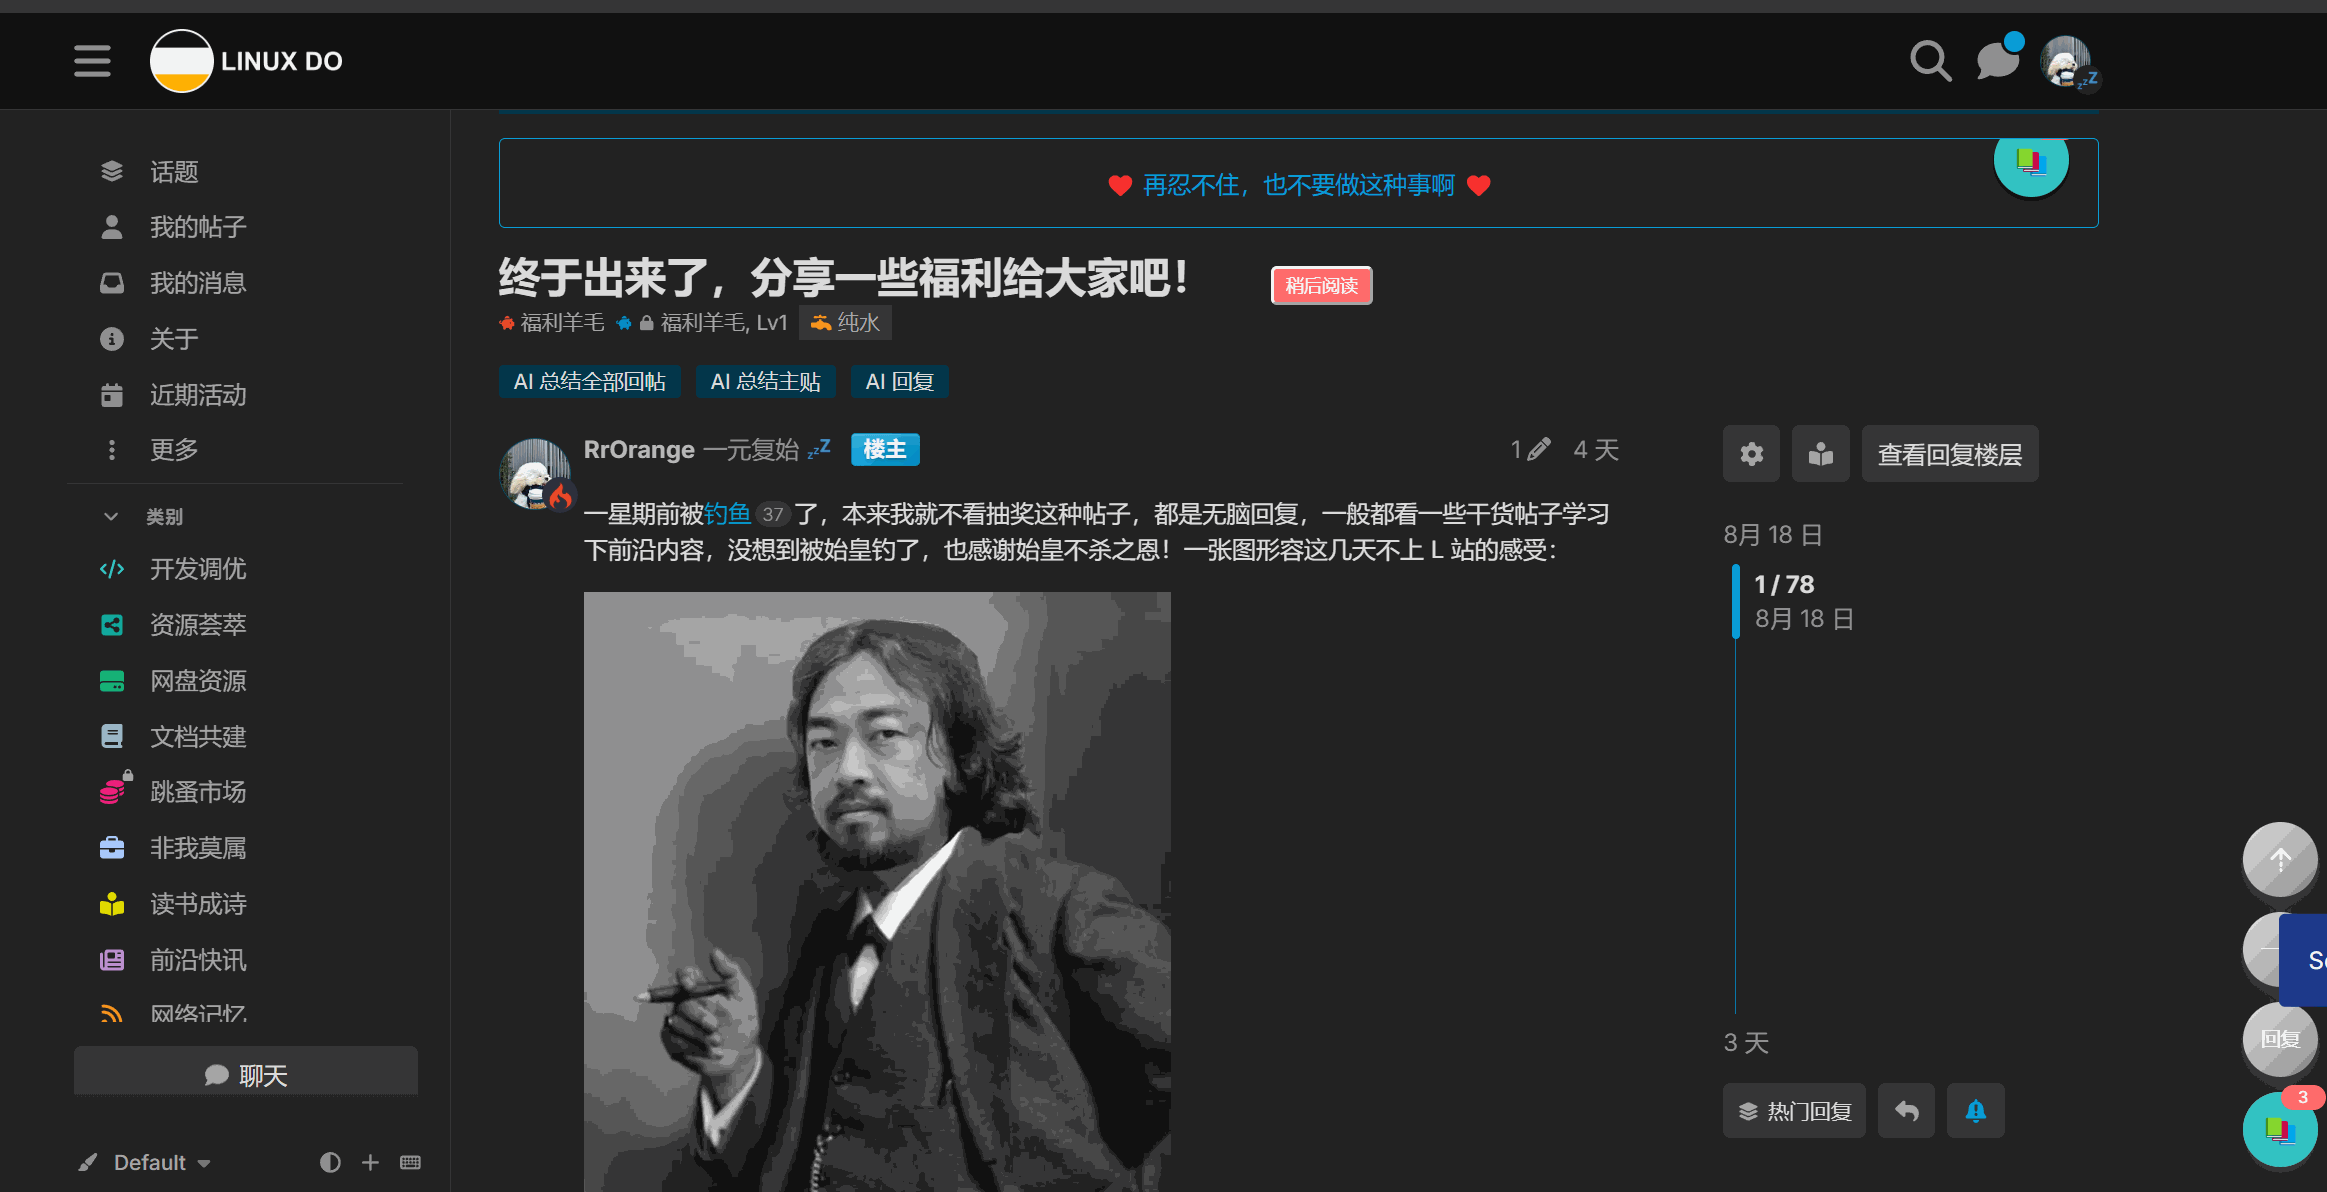 LINUX DO
zzZ
话题
我的帖子
我的消息
关于
近期活动
更多
类别
开发调优
资源荟萃
网盘资源
文档共建
跳蚤市场
非我莫属
读书成诗
前沿快讯
网络记忆
聊天
Default
再忍不住，也不要做这种事啊
终于出来了，分享一些福利给大家吧！
稍后阅读
福利羊毛 福利羊毛, Lv1 纯水
AI 总结全部回帖 AI 总结主贴 AI 回复
RrOrange 一元复始 zzZ 楼主 1 4 天
一星期前被钓鱼 37 了，本来我就不看抽奖这种帖子，都是无脑回复，一般都看一些干货帖子学习
下前沿内容，没想到被始皇钓了，也感谢始皇不杀之恩！一张图形容这几天不上 L 站的感受：
查看回复楼层
8月 18 日
1 / 78
8月 18 日
3 天
热门回复
回复
3